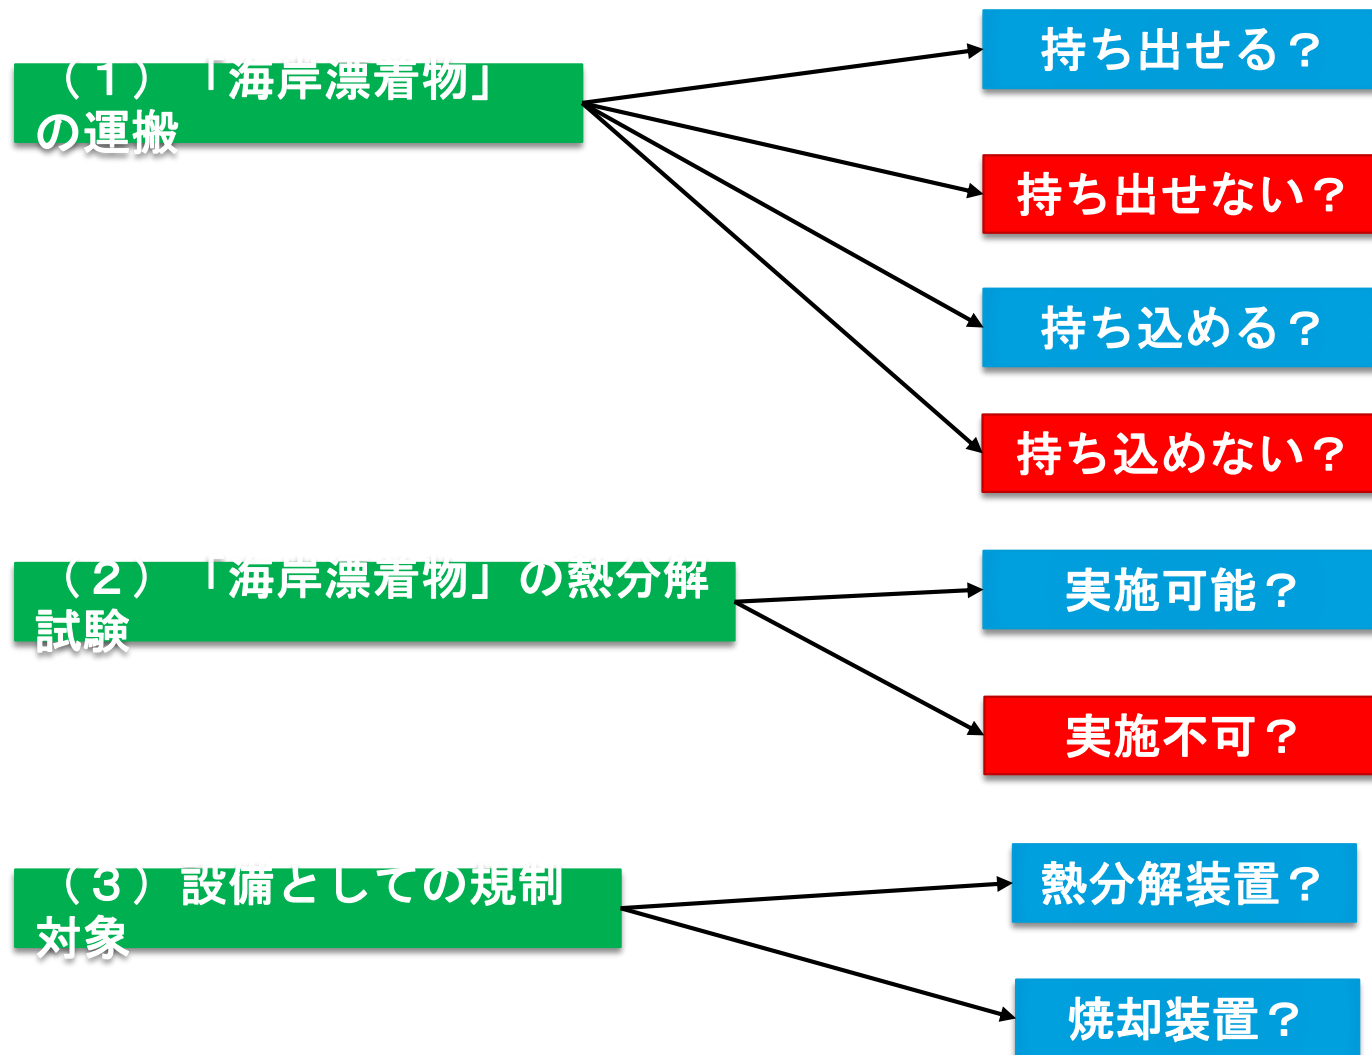 （１）「海岸漂着物」
の運搬
持ち出せる？
持ち出せない？
持ち込める？
持ち込めない？
（２）「海岸漂着物」の熱分解
試験
実施可能？
実施不可？
（３）設備としての規制
対象
熱分解装置？
焼却装置？